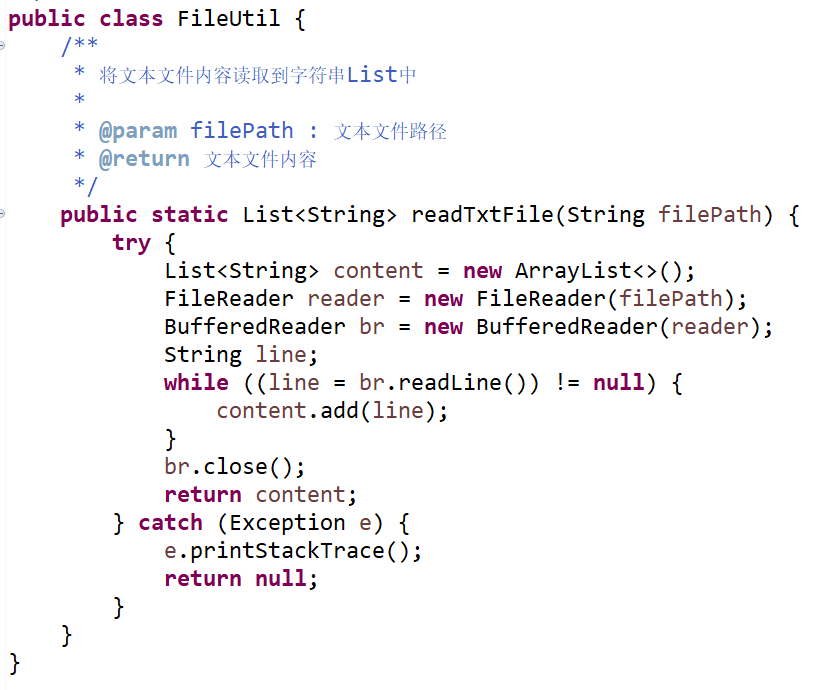 public class FileUtil {
    /**
     * 将文本文件内容读取到字符串List中
     *
     * @param filePath : 文本文件路径
     * @return 文本文件内容
     */
    public static List<String> readTxtFile(String filePath) {
        try {
            List<String> content = new ArrayList<>();
            FileReader reader = new FileReader(filePath);
            BufferedReader br = new BufferedReader(reader);
            String line;
            while ((line = br.readLine()) != null) {
                content.add(line);
            }
            br.close();
            return content;
        } catch (Exception e) {
            e.printStackTrace();
            return null;
        }
    }
}